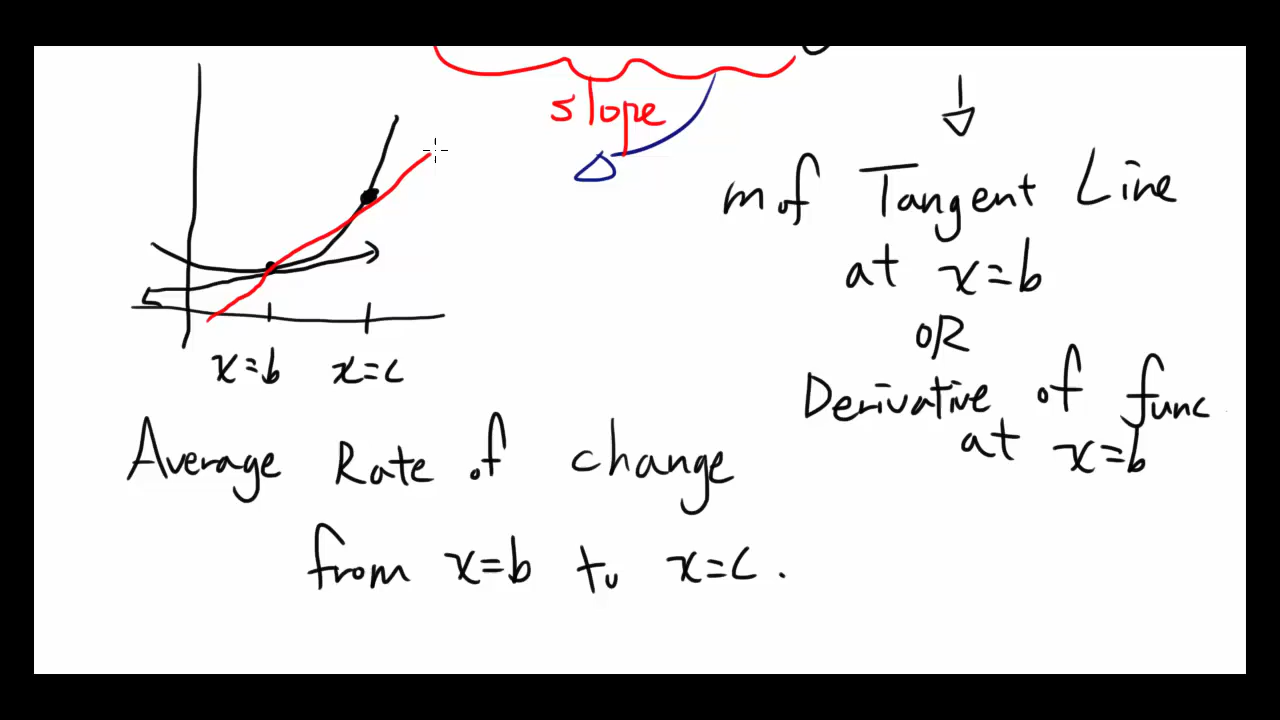 slope
m of Tangent Line
at x=b
OR
Derivative of func
at x=b
x=b x=c
Average Rate of change
from x=b to x=c.